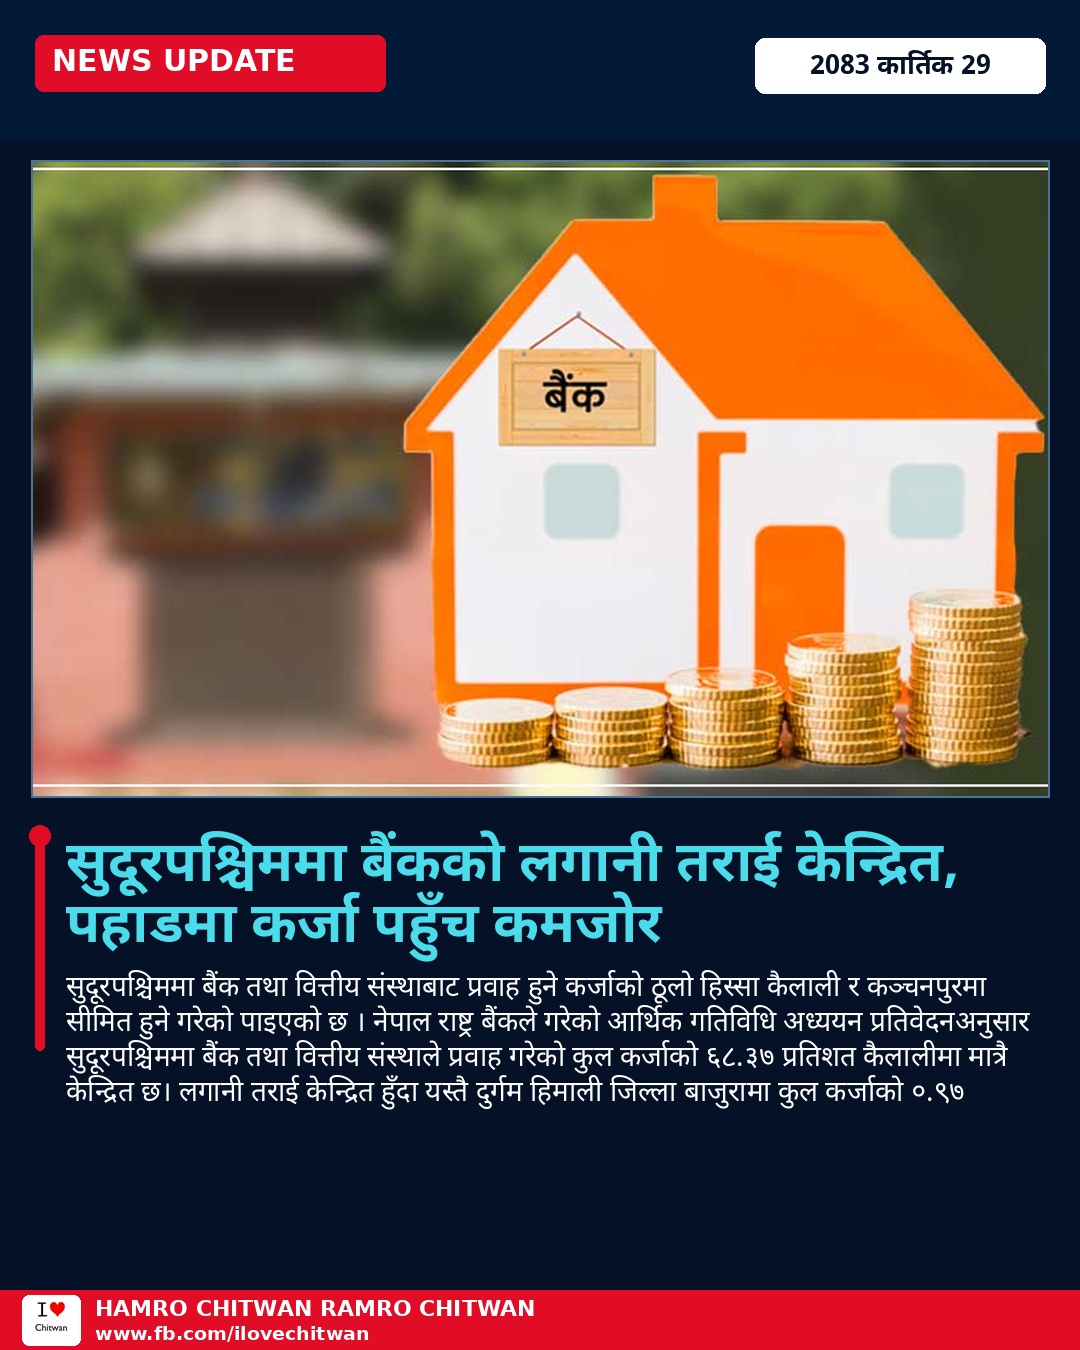 NEWS UPDATE
2083 कार्तिक 29
बैंक
सुदूरपश्चिममा बैंकको लगानी तराई केन्द्रित,
पहाडमा कर्जा पहुँच कमजोर
सुदूरपश्चिममा बैंक तथा वित्तीय संस्थाबाट प्रवाह हुने कर्जाको ठूलो हिस्सा कैलाली र कञ्चनपुरमा
सीमित हुने गरेको पाइएको छ । नेपाल राष्ट्र बैंकले गरेको आर्थिक गतिविधि अध्ययन प्रतिवेदनअनुसार
सुदूरपश्चिममा बैंक तथा वित्तीय संस्थाले प्रवाह गरेको कुल कर्जाको ६८.३७ प्रतिशत कैलालीमा मात्रै
केन्द्रित छ। लगानी तराई केन्द्रित हुँदा यस्तै दुर्गम हिमाली जिल्ला बाजुरामा कुल कर्जाको ०.९७
I ♥
Chitwan
HAMRO CHITWAN RAMRO CHITWAN
www.fb.com/ilovechitwan